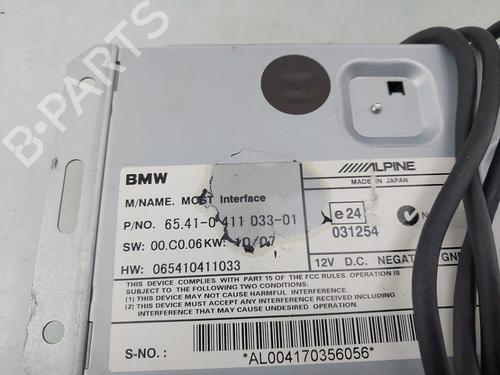 B-PARTS
BMW
ALPINE
M/NAME. MOST Interface
MADE IN JAPAN
P/NO. 65.41-0 411 033-01
e24
N
SW: 00.C0.06 KW: 10/07
031254
HW: 065410411033
12V D.C. NEGATIVE GND
THIS DEVICE COMPLIES WITH PART 15 OF THE FCC RULES. OPERATION IS
SUBJECT TO THE FOLLOWING TWO CONDITIONS:
(1) THIS DEVICE MAY NOT CAUSE HARMFUL INTERFERENCE.
(2) THIS DEVICE MUST ACCEPT ANY INTERFERENCE RECEIVED INCLUDING
INTERFERENCE THAT MAY CAUSE UNDESIRED OPERATION.
S-NO.: *AL004170356056*